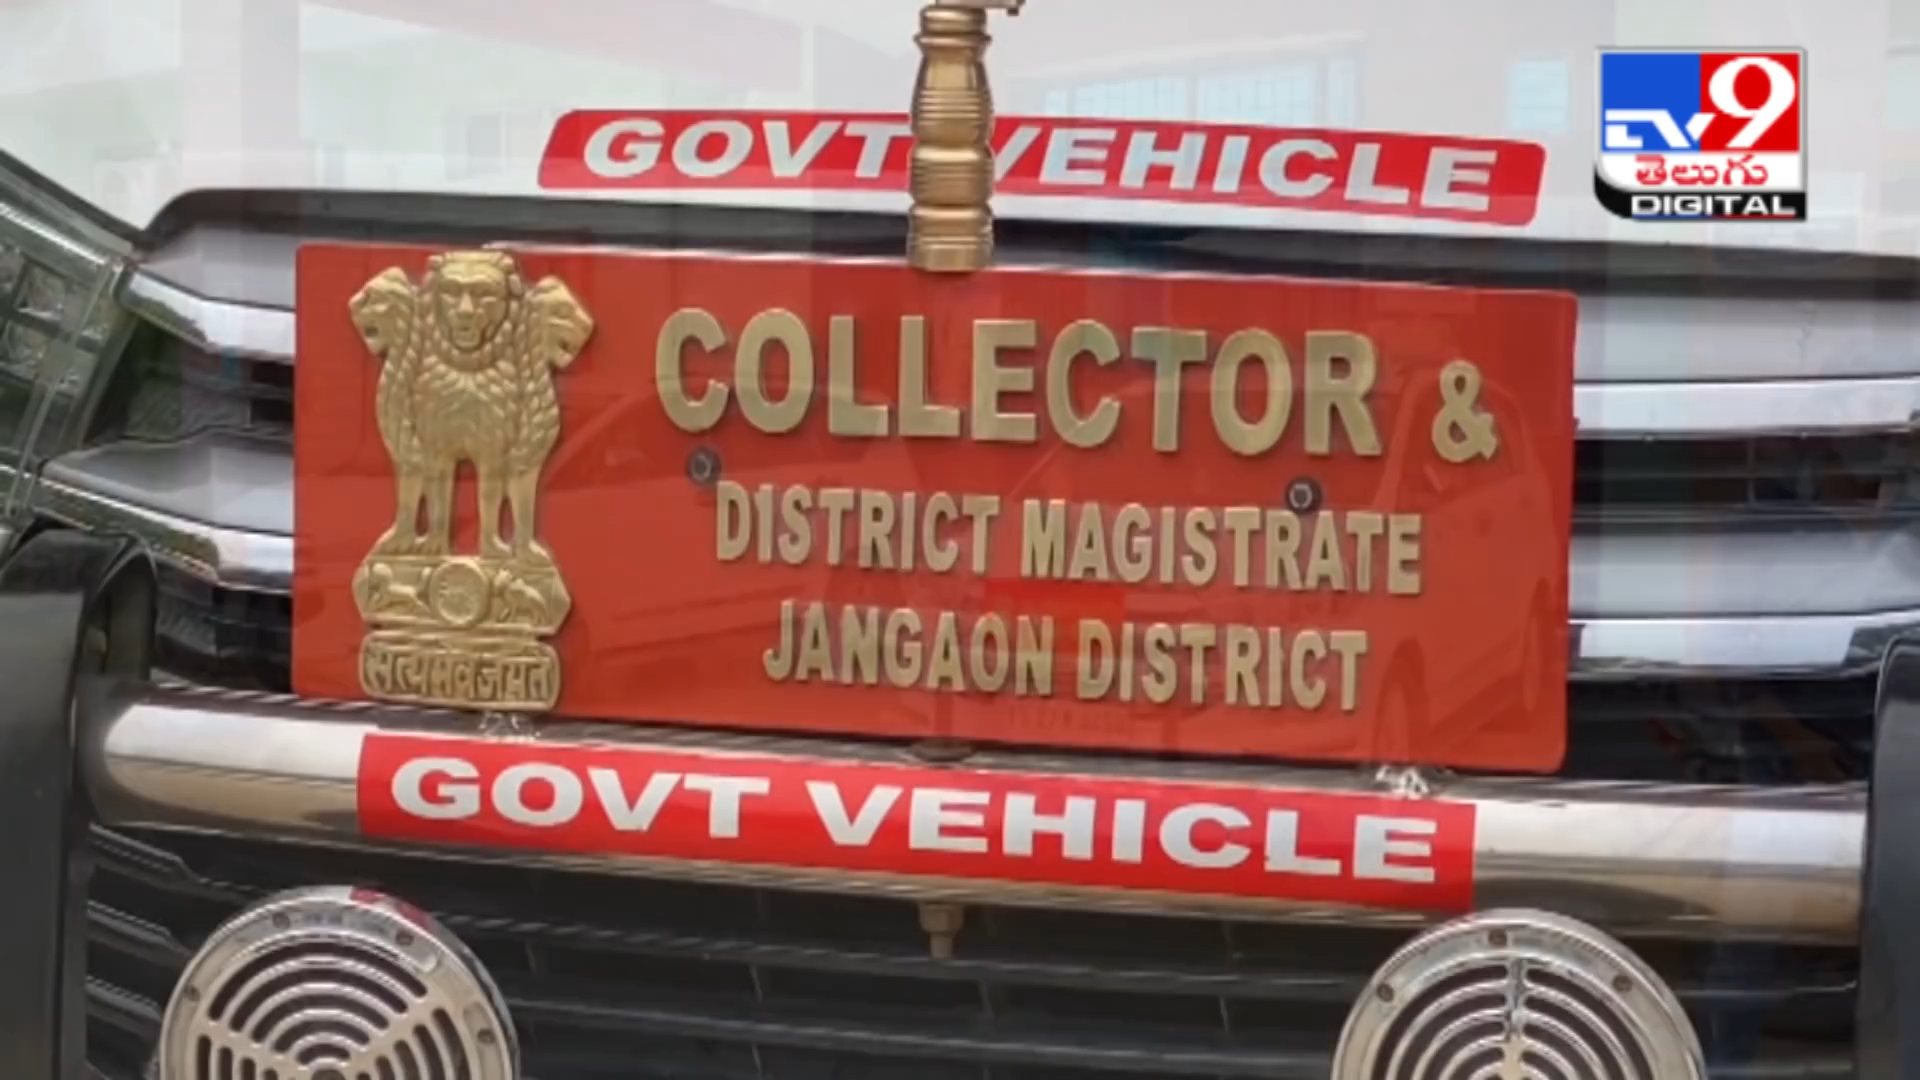 GOVT VEHICLE
TV9
తెలుగు
DIGITAL
COLLECTOR &
DISTRICT MAGISTRATE
JANGAON DISTRICT
सत्यमेव जयते
GOVT VEHICLE